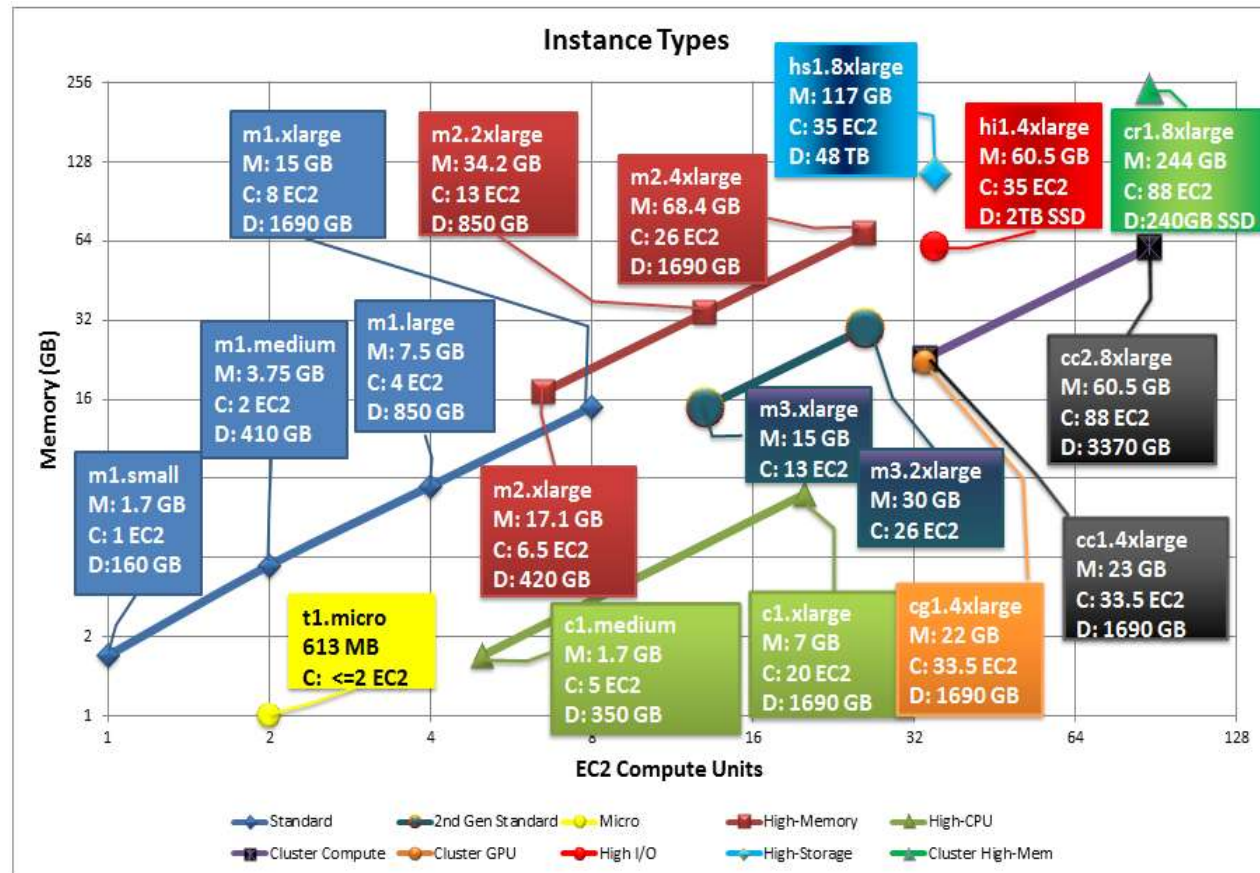 Instance Types
Memory (GB)
256
128
64
32
16
2
1
m1.xlarge
M: 15 GB
C: 8 EC2
D: 1690 GB
m2.2xlarge
M: 34.2 GB
C: 13 EC2
D: 850 GB
m2.4xlarge
M: 68.4 GB
C: 26 EC2
D: 1690 GB
hs1.8xlarge
M: 117 GB
C: 35 EC2
D: 48 TB
hi1.4xlarge
M: 60.5 GB
C: 35 EC2
D: 2TB SSD
cr1.8xlarge
M: 244 GB
C: 88 EC2
D:240GB SSD
m1.small
M: 1.7 GB
C: 1 EC2
D:160 GB
m1.medium
M: 3.75 GB
C: 2 EC2
D: 410 GB
m1.large
M: 7.5 GB
C: 4 EC2
D: 850 GB
m2.xlarge
M: 17.1 GB
C: 6.5 EC2
D: 420 GB
m3.xlarge
M: 15 GB
C: 13 EC2
m3.2xlarge
M: 30 GB
C: 26 EC2
cc2.8xlarge
M: 60.5 GB
C: 88 EC2
D: 3370 GB
cc1.4xlarge
M: 23 GB
C: 33.5 EC2
D: 1690 GB
t1.micro
613 MB
C: <=2 EC2
c1.medium
M: 1.7 GB
C: 5 EC2
D: 350 GB
c1.xlarge
M: 7 GB
C: 20 EC2
D: 1690 GB
cg1.4xlarge
M: 22 GB
C: 33.5 EC2
D: 1690 GB
1
2
4
8
16
32
64
128
EC2 Compute Units
Standard
2nd Gen Standard
Micro
High-Memory
High-CPU
Cluster Compute
Cluster GPU
High I/O
High-Storage
Cluster High-Mem